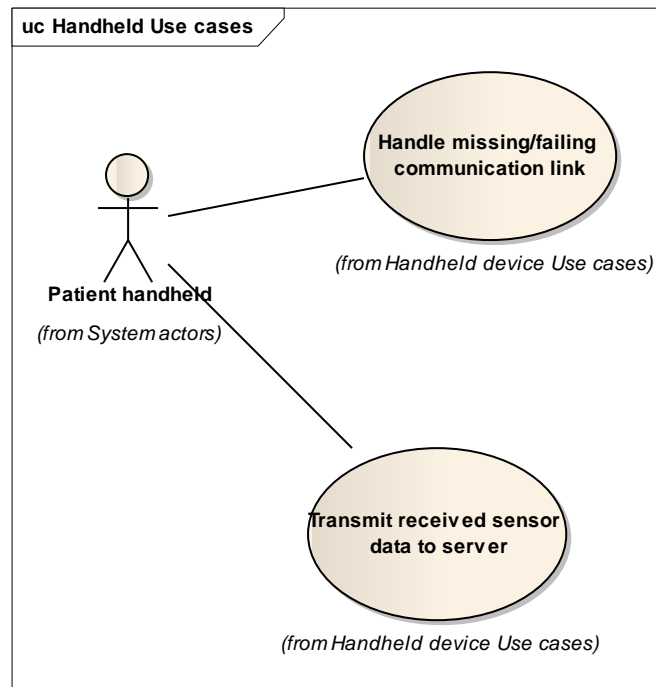 uc Handheld Use cases
Handle missing/failing
communication link
(from Handheld device Use cases)
Patient handheld
(from System actors)
Transmit received sensor
data to server
(from Handheld device Use cases)